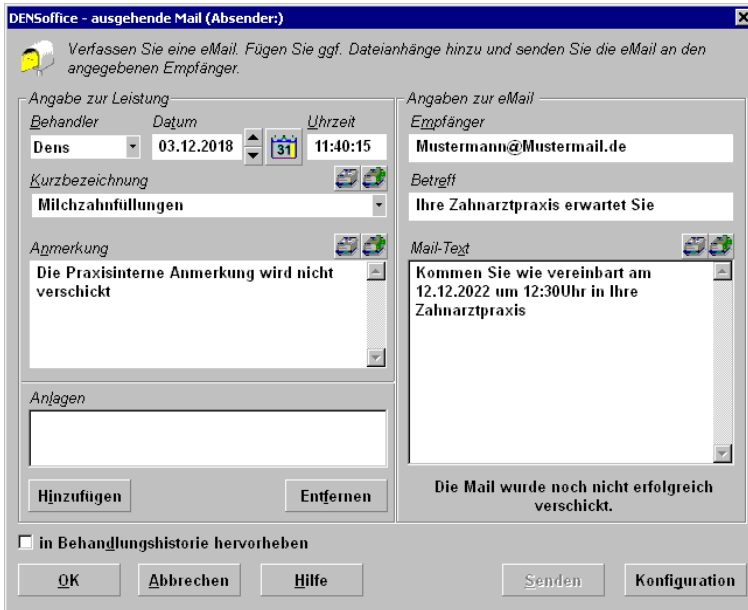 DENSoffice - ausgehende Mail (Absender:)
Verfassen Sie eine eMail. Fügen Sie ggf. Dateianhänge hinzu und senden Sie die eMail an den
angegebenen Empfänger.
Angabe zur Leistung
Behandler Datum Uhrzeit
Dens 03.12.2018 31 11:40:15
Kurzbezeichnung
Milchzahnfüllungen
Anmerkung
Die Praxisinterne Anmerkung wird nicht
verschickt
Anlagen
Hinzufügen Entfernen
Angaben zur eMail
Empfänger
Mustermann@Mustermail.de
Betreff
Ihre Zahnarztpraxis erwartet Sie
Mail-Text
Kommen Sie wie vereinbart am
12.12.2022 um 12:30Uhr in Ihre
Zahnarztpraxis
Die Mail wurde noch nicht erfolgreich
verschickt.
in Behandlungshistorie hervorheben
OK Abbrechen Hilfe Senden Konfiguration